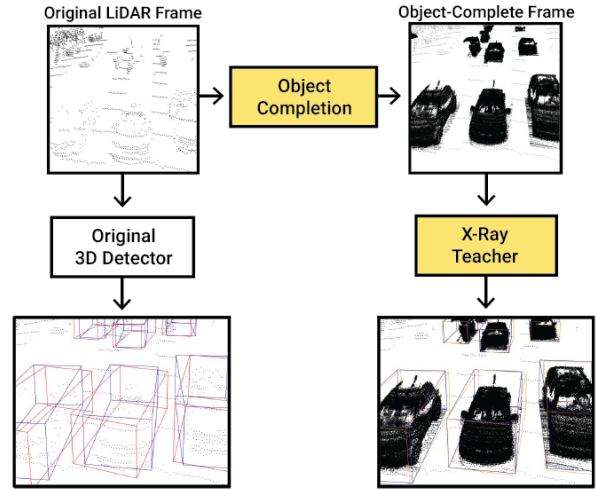 Original LiDAR Frame
Object-Complete Frame
Object
Completion
Original
3D Detector
X-Ray
Teacher